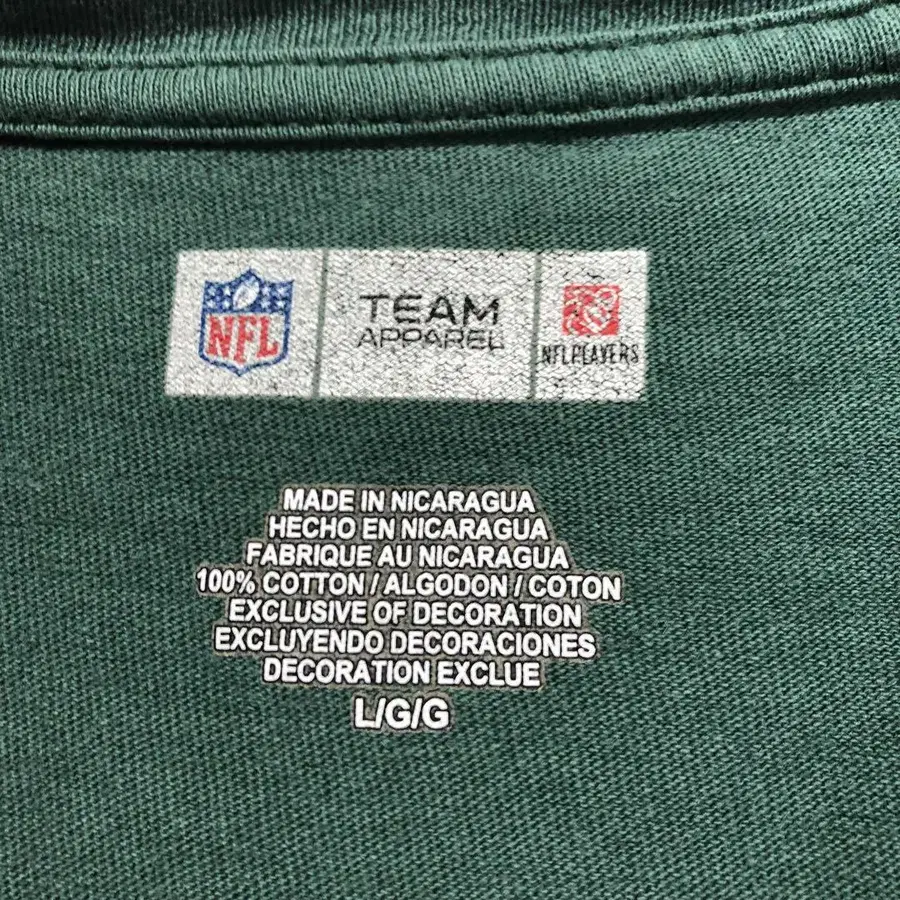 NFL
TEAM
APPAREL
NFL PLAYERS
MADE IN NICARAGUA
HECHO EN NICARAGUA
FABRIQUE AU NICARAGUA
100% COTTON / ALGODON / COTON
EXCLUSIVE OF DECORATION
EXCLUYENDO DECORACIONES
DECORATION EXCLUE
L/G/G